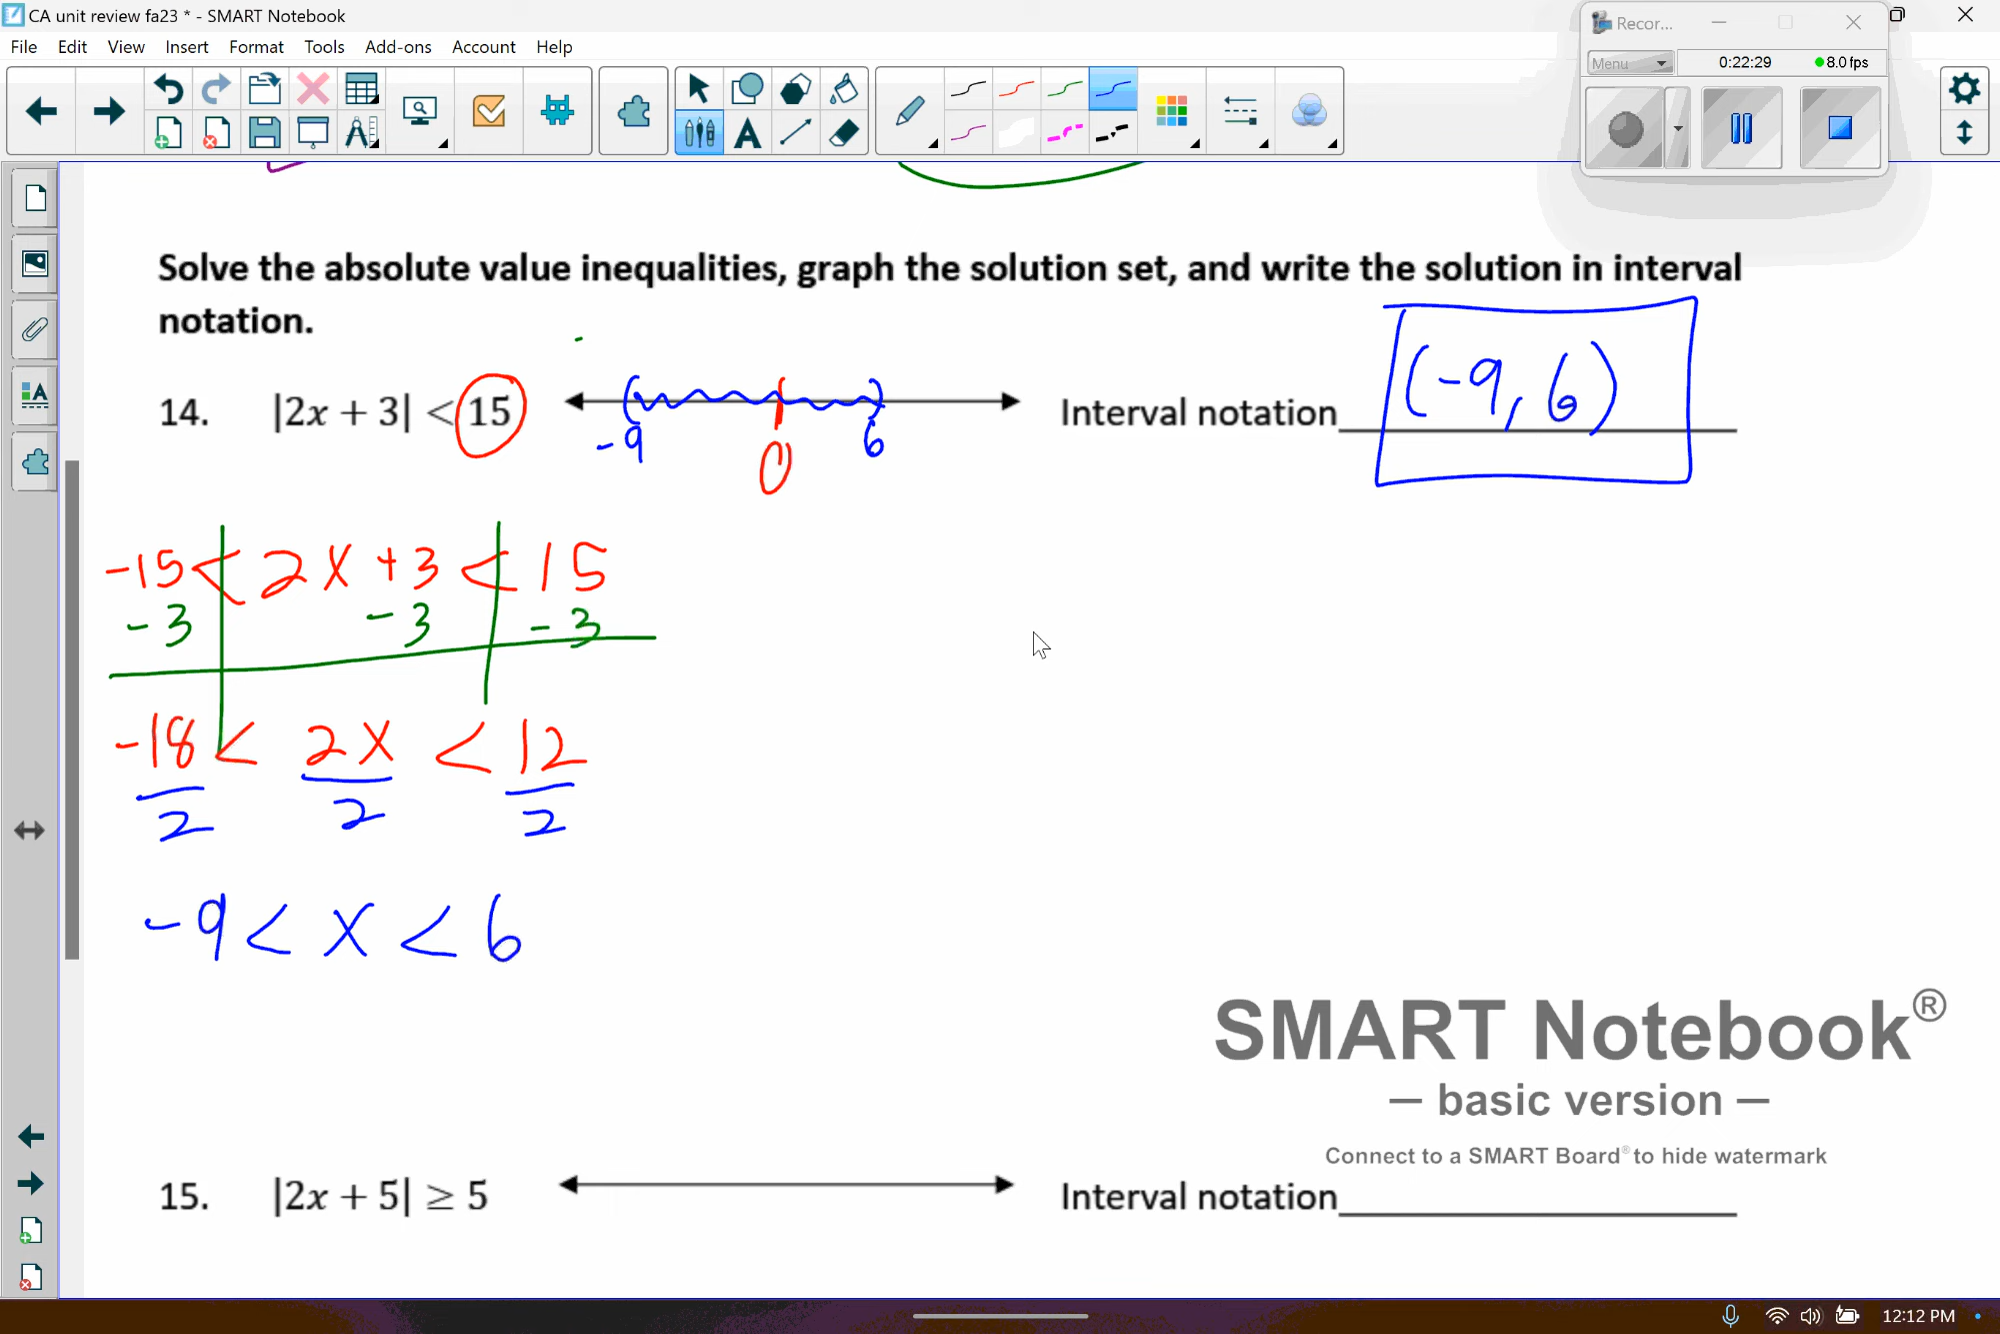 CA unit review fa23 * - SMART Notebook
Recor...
File Edit View Insert Format Tools Add-ons Account Help
Menu 0:22:29 8.0 fps
Solve the absolute value inequalities, graph the solution set, and write the solution in interval
notation.
14. |2x + 3| < 15 Interval notation (-9, 6)
-9 0 6
-15 < 2x + 3 < 15
-3 -3 -3
-18 < 2x < 12
2 2 2
-9 < x < 6
SMART Notebook®
— basic version —
Connect to a SMART Board® to hide watermark
15. |2x + 5| ≥ 5 Interval notation
12:12 PM